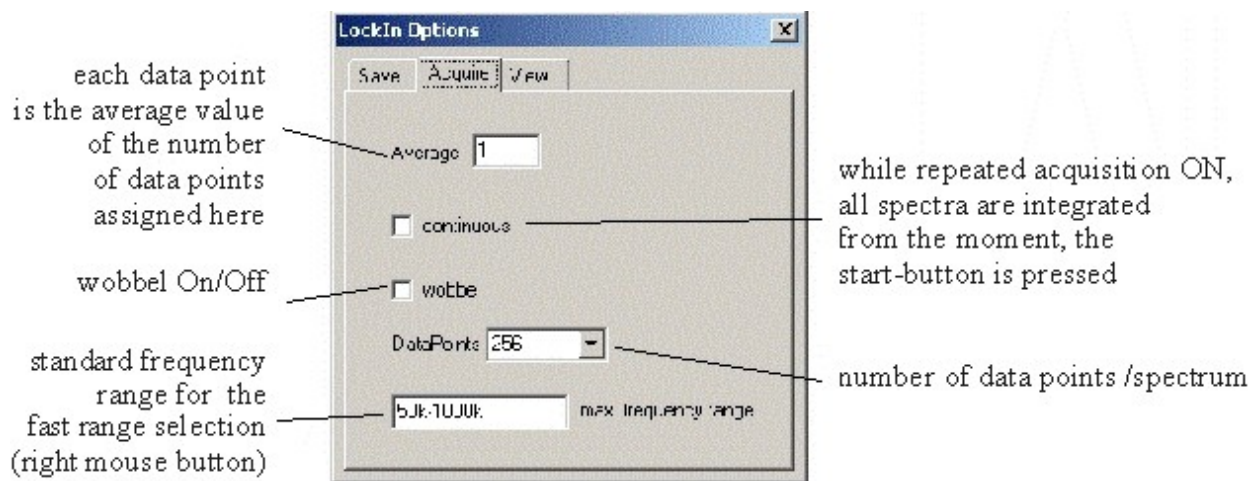 LockIn Options
Save Acquire View
each data point
is the average value
of the number
of data points
assigned here
Average 1
continuous
while repeated acquisition ON,
all spectra are integrated
from the moment, the
start-button is pressed
wobbel On/Off
wobbe
DataPoints 256
number of data points /spectrum
standard frequency
range for the
fast range selection
(right mouse button)
50k-1000k max. frequency range